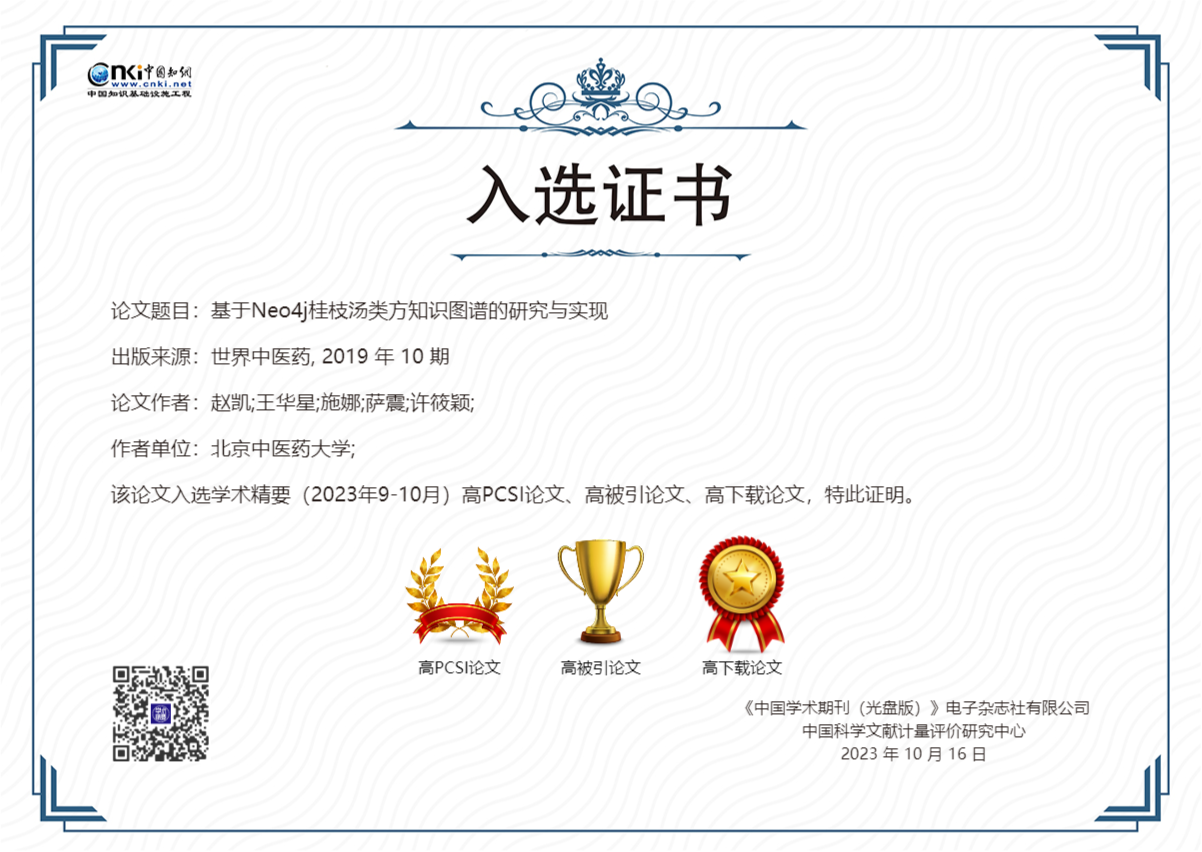 cnki中国知网
www.cnki.net
中国知识基础设施工程
入选证书
论文题目：基于Neo4j桂枝汤类方知识图谱的研究与实现
出版来源：世界中医药, 2019 年 10 期
论文作者：赵凯;王华星;施娜;萨震;许筱颖;
作者单位：北京中医药大学;
该论文入选学术精要（2023年9-10月）高PCSI论文、高被引论文、高下载论文，特此证明。
高PCSI论文
高被引论文
高下载论文
《中国学术期刊（光盘版）》电子杂志社有限公司
中国科学文献计量评价研究中心
2023 年 10 月 16 日